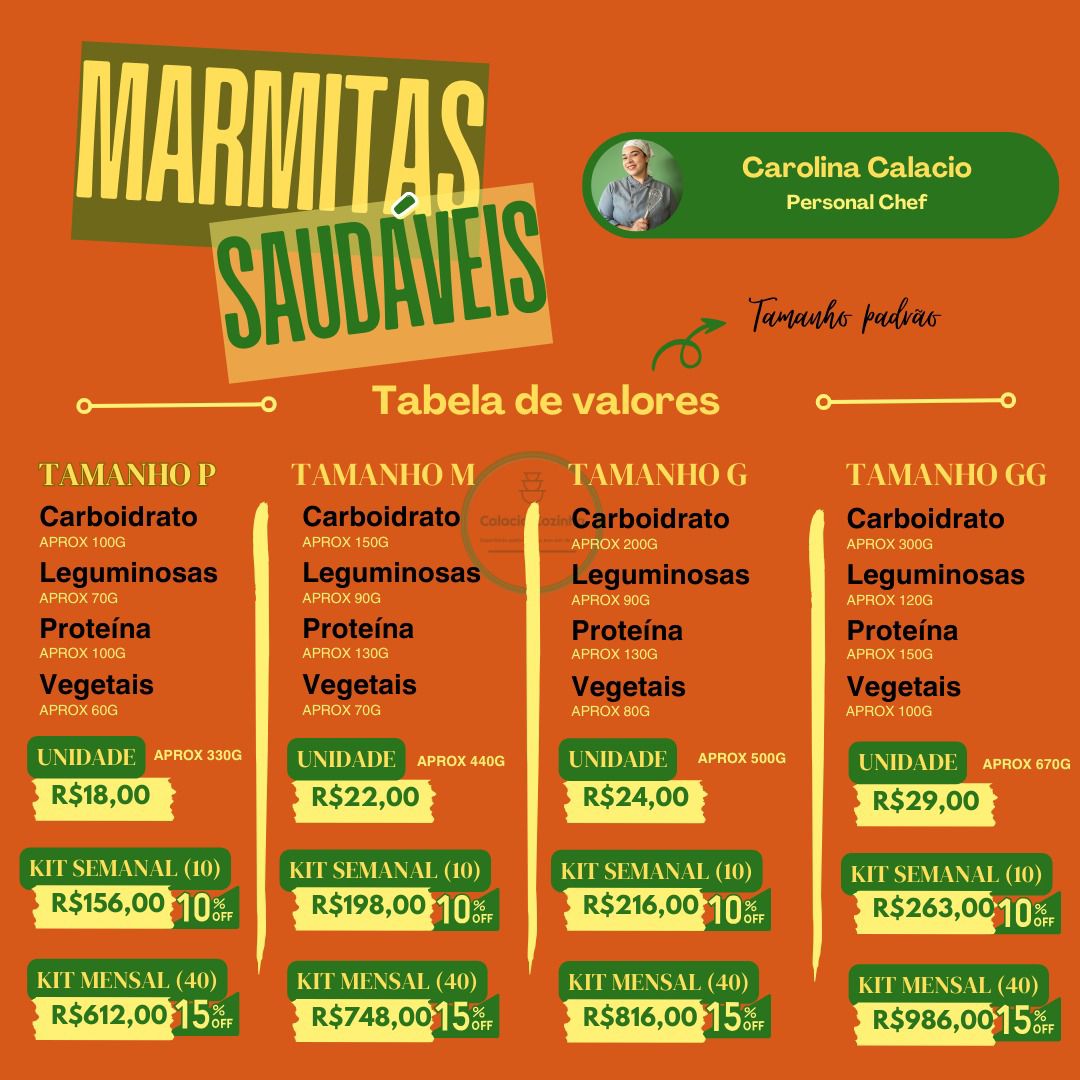 MARMITAS
SAUDÁVEIS
Carolina Calacio
Personal Chef
Tamanho padrão
Tabela de valores
TAMANHO P
Carboidrato
APROX 100G
Leguminosas
APROX 70G
Proteína
APROX 100G
Vegetais
APROX 60G
UNIDADE APROX 330G
R$18,00
KIT SEMANAL (10)
R$156,00 10% OFF
KIT MENSAL (40)
R$612,00 15% OFF
TAMANHO M
Carboidrato
APROX 150G
Leguminosas
APROX 90G
Proteína
APROX 130G
Vegetais
APROX 70G
UNIDADE APROX 440G
R$22,00
KIT SEMANAL (10)
R$198,00 10% OFF
KIT MENSAL (40)
R$748,00 15% OFF
TAMANHO G
Carboidrato
APROX 200G
Leguminosas
APROX 90G
Proteína
APROX 130G
Vegetais
APROX 80G
UNIDADE APROX 500G
R$24,00
KIT SEMANAL (10)
R$216,00 10% OFF
KIT MENSAL (40)
R$816,00 15% OFF
TAMANHO GG
Carboidrato
APROX 300G
Leguminosas
APROX 120G
Proteína
APROX 150G
Vegetais
APROX 100G
UNIDADE APROX 670G
R$29,00
KIT SEMANAL (10)
R$263,00 10% OFF
KIT MENSAL (40)
R$986,00 15% OFF